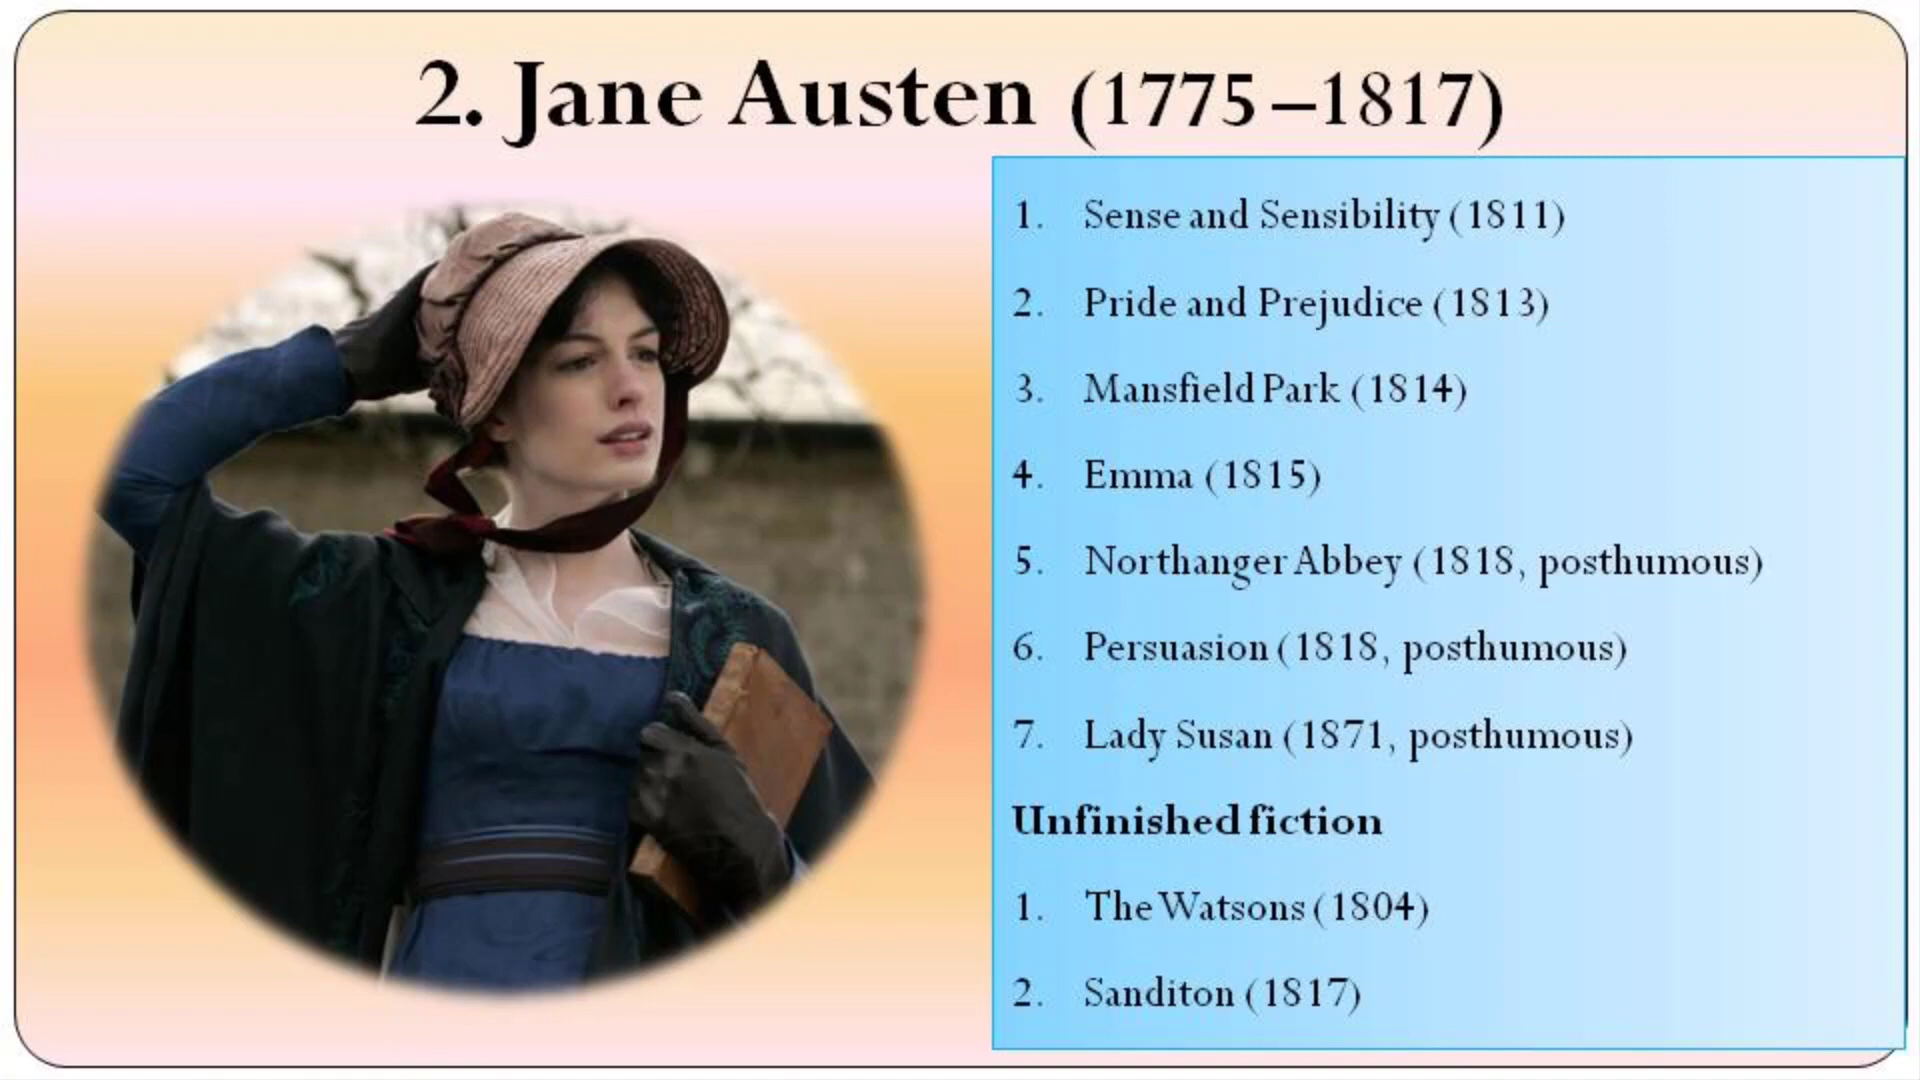 2. Jane Austen (1775–1817)
1. Sense and Sensibility (1811)
2. Pride and Prejudice (1813)
3. Mansfield Park (1814)
4. Emma (1815)
5. Northanger Abbey (1818, posthumous)
6. Persuasion (1818, posthumous)
7. Lady Susan (1871, posthumous)
Unfinished fiction
1. The Watsons (1804)
2. Sanditon (1817)